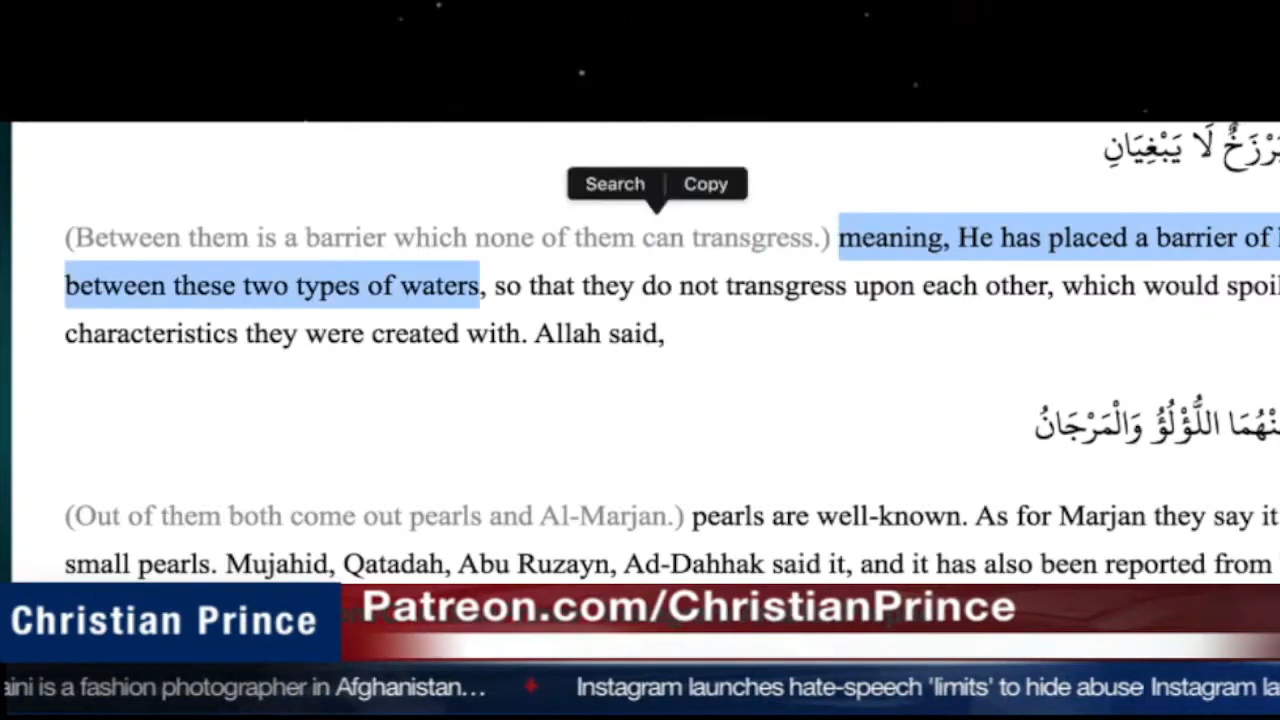 بَرْزَخٌ لَا يَبْغِيَانِ
Search Copy
(Between them is a barrier which none of them can transgress.) meaning, He has placed a barrier of
between these two types of waters, so that they do not transgress upon each other, which would spoil
characteristics they were created with. Allah said,
اللُّؤْلُؤُ وَالْمَرْجَانُ
(Out of them both come out pearls and Al-Marjan.) pearls are well-known. As for Marjan they say it
small pearls. Mujahid, Qatadah, Abu Ruzayn, Ad-Dahhak said it, and it has also been reported from
Christian Prince
Patreon.com/ChristianPrince
is a fashion photographer in Afghanistan... Instagram launches hate-speech 'limits' to hide abuse Instagram